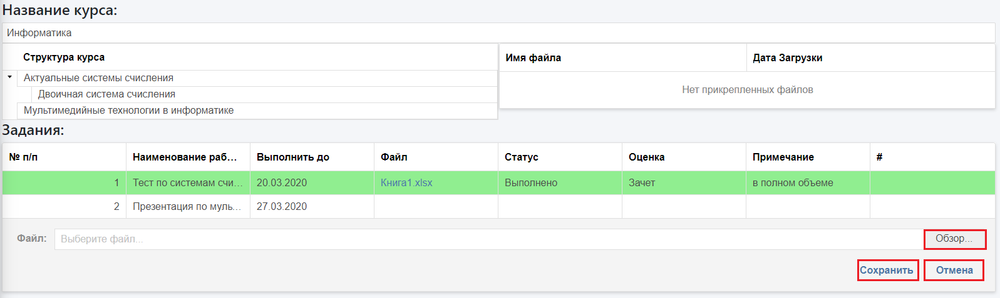 Название курса:
Информатика
Структура курса
Имя файла Дата Загрузки
Актуальные системы счисления
Двоичная система счисления
Мультимедийные технологии в информатике
Нет прикрепленных файлов
Задания:
№ п/п Наименование раб... Выполнить до Файл Статус Оценка Примечание #
1 Тест по системам счи... 20.03.2020 Книга1.xlsx Выполнено Зачет в полном объеме
2 Презентация по муль... 27.03.2020
Файл: Выберите файл... Обзор...
Сохранить Отмена